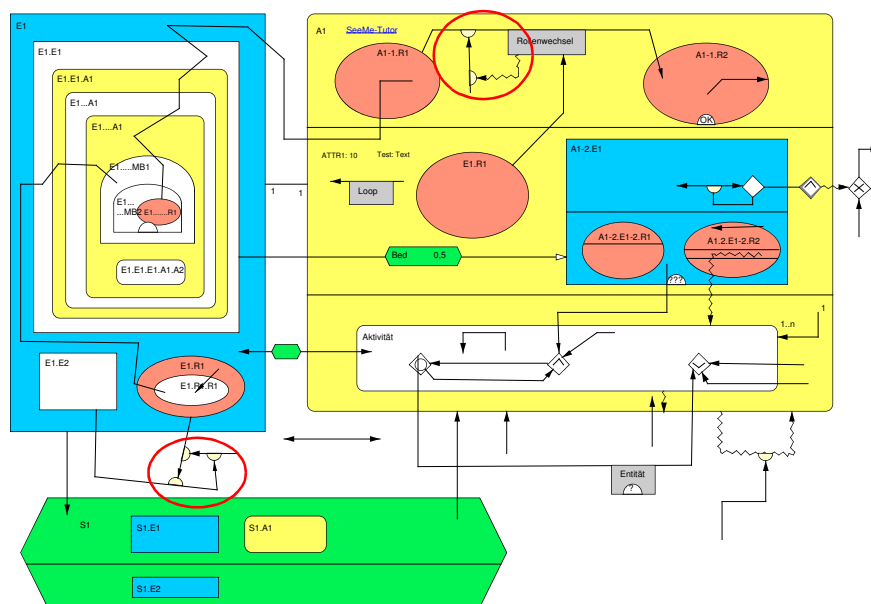 E1
E1.E1
E1.E1.A1
E1...A1
E1....A1
E1.....MB1
E1...
...MB2
E1.......R1
E1.E1.E1.A1.A2
E1.E2
E1.R1
E1.R4.R1
A1
SeeMe-Tutor
A1-1.R1
Rollenwechsel
A1-1.R2
OK
ATTR1: 10
Test: Text
Loop
E1.R1
A1-2.E1
A1-2.E1-2.R1
A1.2.E1-2.R2
???
1
1
Bed
0,5
1
1..n
Aktivität
Entität
?
S1
S1.E1
S1.A1
S1.E2